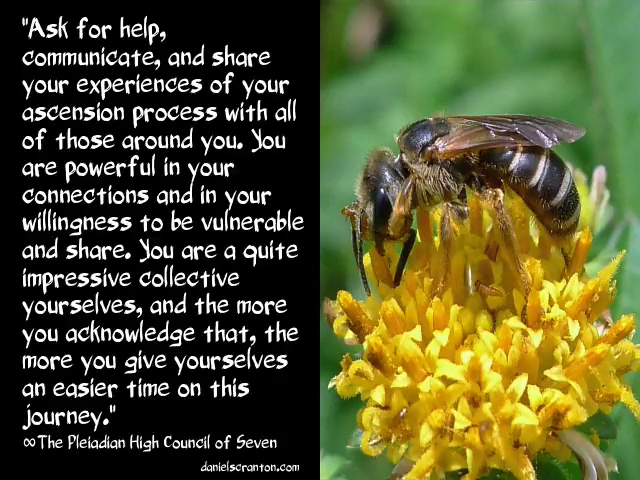 "Ask for help,
communicate, and share
your experiences of your
ascension process with all
of those around you. You
are powerful in your
connections and in your
willingness to be vulnerable
and share. You are a quite
impressive collective
yourselves, and the more
you acknowledge that, the
more you give yourselves
an easier time on this
journey."
∞The Pleiadian High Council of Seven
danielscranton.com